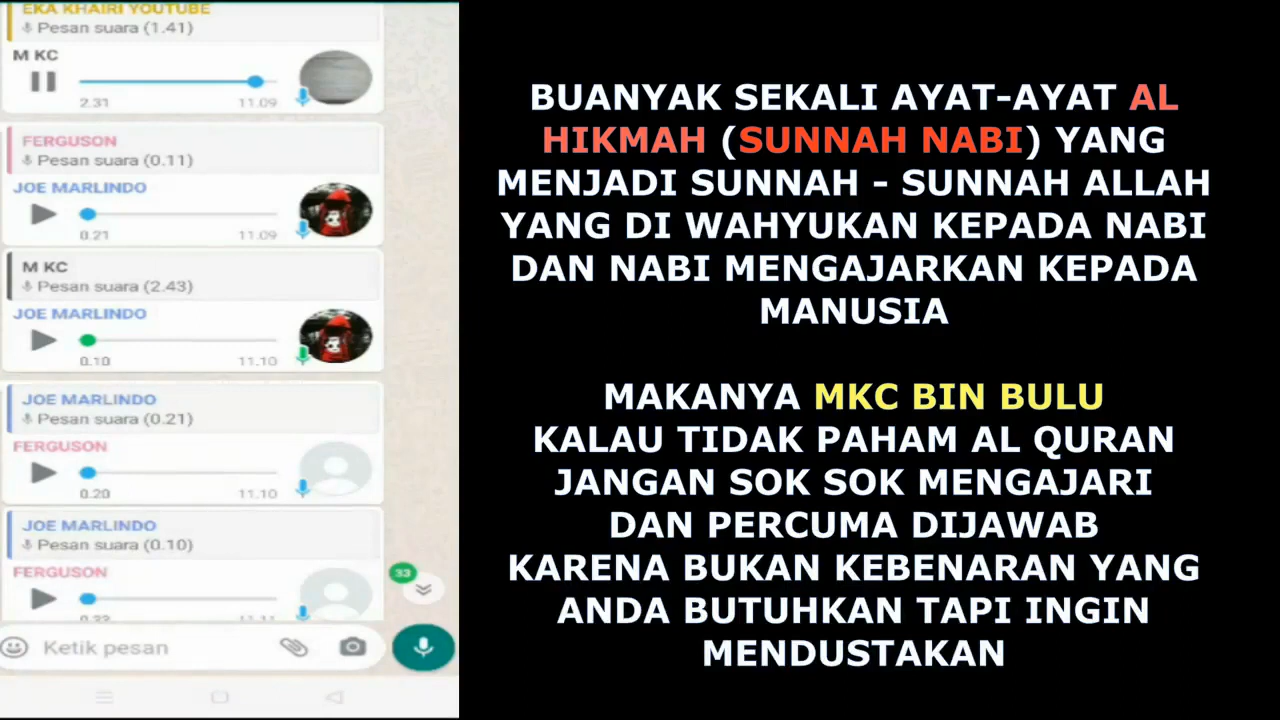 EKA KHAIRI YOUTUBE
Pesan suara (1.41)
M KC
2.31 11.09
FERGUSON
Pesan suara (0.11)
JOE MARLINDO
0.21 11.09
M KC
Pesan suara (2.43)
JOE MARLINDO
0.10 11.10
JOE MARLINDO
Pesan suara (0.21)
FERGUSON
0.20 11.10
JOE MARLINDO
Pesan suara (0.10)
FERGUSON
33
Ketik pesan
BUANYAK SEKALI AYAT-AYAT AL
HIKMAH (SUNNAH NABI) YANG
MENJADI SUNNAH - SUNNAH ALLAH
YANG DI WAHYUKAN KEPADA NABI
DAN NABI MENGAJARKAN KEPADA
MANUSIA
MAKANYA MKC BIN BULU
KALAU TIDAK PAHAM AL QURAN
JANGAN SOK SOK MENGAJARI
DAN PERCUMA DIJAWAB
KARENA BUKAN KEBENARAN YANG
ANDA BUTUHKAN TAPI INGIN
MENDUSTAKAN